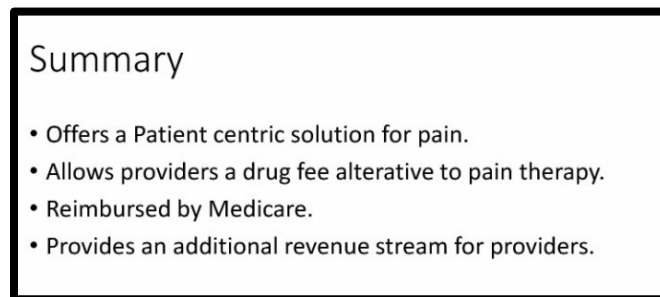 Summary
• Offers a Patient centric solution for pain.
• Allows providers a drug fee alterative to pain therapy.
• Reimbursed by Medicare.
• Provides an additional revenue stream for providers.